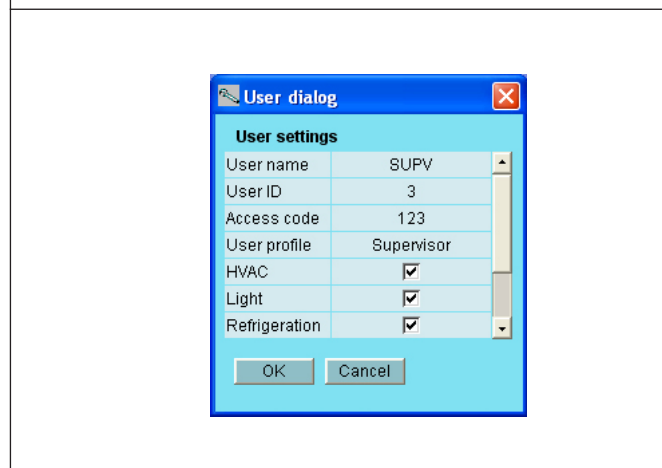 User dialog
User settings
User name SUPV
User ID 3
Access code 123
User profile Supervisor
HVAC
Light
Refrigeration
OK Cancel